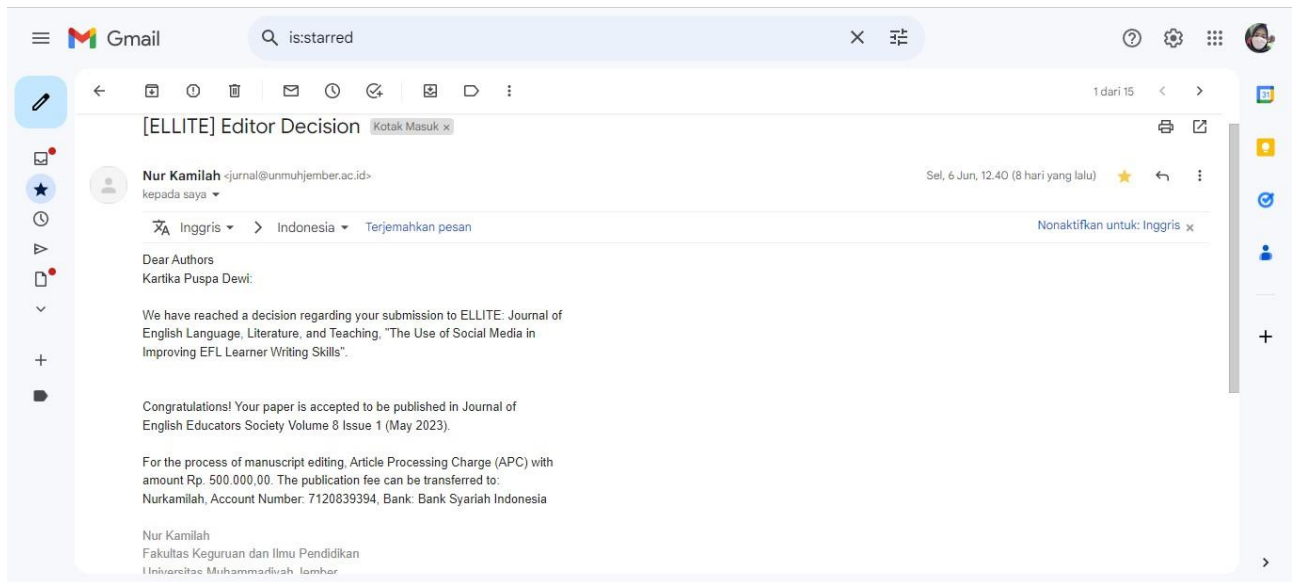 Gmail
is:starred
1 dari 15
[ELLITE] Editor Decision Kotak Masuk ×
Nur Kamilah <jurnal@unmuhjember.ac.id>
Sel, 6 Jun, 12.40 (8 hari yang lalu)
kepada saya
Inggris > Indonesia Terjemahkan pesan
Nonaktifkan untuk: Inggris ×
Dear Authors
Kartika Puspa Dewi:
We have reached a decision regarding your submission to ELLITE: Journal of
English Language, Literature, and Teaching, "The Use of Social Media in
Improving EFL Learner Writing Skills".
Congratulations! Your paper is accepted to be published in Journal of
English Educators Society Volume 8 Issue 1 (May 2023).
For the process of manuscript editing, Article Processing Charge (APC) with
amount Rp. 500.000,00. The publication fee can be transferred to:
Nurkamilah, Account Number: 7120839394, Bank: Bank Syariah Indonesia
Nur Kamilah
Fakultas Keguruan dan Ilmu Pendidikan
Universitas Muhammadiyah Jember
31